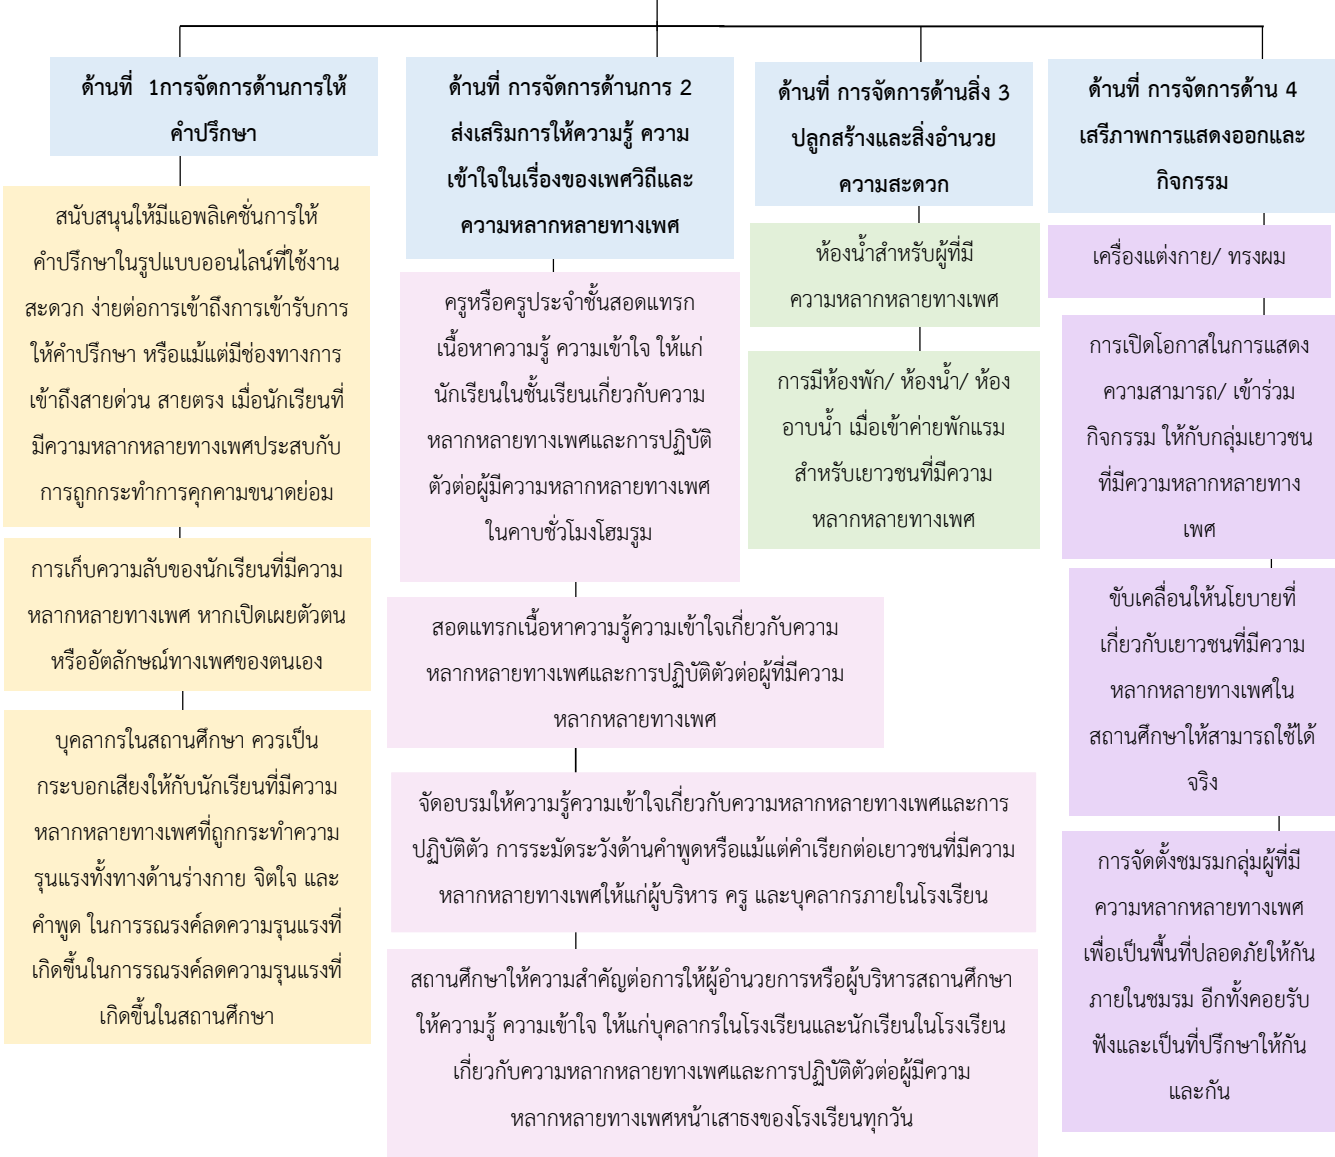 ด้านที่  1การจัดการด้านการให้
คำปรึกษา
สนับสนุนให้มีแอพลิเคชั่นการให้
คำปรึกษาในรูปแบบออนไลน์ที่ใช้งาน
สะดวก ง่ายต่อการเข้าถึงการเข้ารับการ
ให้คำปรึกษา หรือแม้แต่มีช่องทางการ
เข้าถึงสายด่วน สายตรง เมื่อนักเรียนที่
มีความหลากหลายทางเพศประสบกับ
การถูกกระทำการคุกคามขนาดย่อม
การเก็บความลับของนักเรียนที่มีความ
หลากหลายทางเพศ หากเปิดเผยตัวตน
หรืออัตลักษณ์ทางเพศของตนเอง
บุคลากรในสถานศึกษา ควรเป็น
กระบอกเสียงให้กับนักเรียนที่มีความ
หลากหลายทางเพศที่ถูกกระทำความ
รุนแรงทั้งทางด้านร่างกาย จิตใจ และ
คำพูด ในการรณรงค์ลดความรุนแรงที่
เกิดขึ้นในการรณรงค์ลดความรุนแรงที่
เกิดขึ้นในสถานศึกษา
ด้านที่ การจัดการด้านการ 2
ส่งเสริมการให้ความรู้ ความ
เข้าใจในเรื่องของเพศวิถีและ
ความหลากหลายทางเพศ
ครูหรือครูประจำชั้นสอดแทรก
เนื้อหาความรู้ ความเข้าใจ ให้แก่
นักเรียนในชั้นเรียนเกี่ยวกับความ
หลากหลายทางเพศและการปฏิบัติ
ตัวต่อผู้มีความหลากหลายทางเพศ
ในคาบชั่วโมงโฮมรูม
สอดแทรกเนื้อหาความรู้ความเข้าใจเกี่ยวกับความ
หลากหลายทางเพศและการปฏิบัติตัวต่อผู้ที่มีความ
หลากหลายทางเพศ
จัดอบรมให้ความรู้ความเข้าใจเกี่ยวกับความหลากหลายทางเพศและการ
ปฏิบัติตัว การระมัดระวังด้านคำพูดหรือแม้แต่คำเรียกต่อเยาวชนที่มีความ
หลากหลายทางเพศให้แก่ผู้บริหาร ครู และบุคลากรภายในโรงเรียน
สถานศึกษาให้ความสำคัญต่อการให้ผู้อำนวยการหรือผู้บริหารสถานศึกษา
ให้ความรู้ ความเข้าใจ ให้แก่บุคลากรในโรงเรียนและนักเรียนในโรงเรียน
เกี่ยวกับความหลากหลายทางเพศและการปฏิบัติตัวต่อผู้มีความ
หลากหลายทางเพศหน้าเสาธงของโรงเรียนทุกวัน
ด้านที่ การจัดการด้านสิ่ง 3
ปลูกสร้างและสิ่งอำนวย
ความสะดวก
ห้องน้ำสำหรับผู้ที่มี
ความหลากหลายทางเพศ
การมีห้องพัก/ ห้องน้ำ/ ห้อง
อาบน้ำ เมื่อเข้าค่ายพักแรม
สำหรับเยาวชนที่มีความ
หลากหลายทางเพศ
ด้านที่ การจัดการด้าน 4
เสรีภาพการแสดงออกและ
กิจกรรม
เครื่องแต่งกาย/ ทรงผม
การเปิดโอกาสในการแสดง
ความสามารถ/ เข้าร่วม
กิจกรรม ให้กับกลุ่มเยาวชน
ที่มีความหลากหลายทาง
เพศ
ขับเคลื่อนให้นโยบายที่
เกี่ยวกับเยาวชนที่มีความ
หลากหลายทางเพศใน
สถานศึกษาให้สามารถใช้ได้
จริง
การจัดตั้งชมรมกลุ่มผู้ที่มี
ความหลากหลายทางเพศ
เพื่อเป็นพื้นที่ปลอดภัยให้กัน
ภายในชมรม อีกทั้งคอยรับ
ฟังและเป็นที่ปรึกษาให้กัน
และกัน